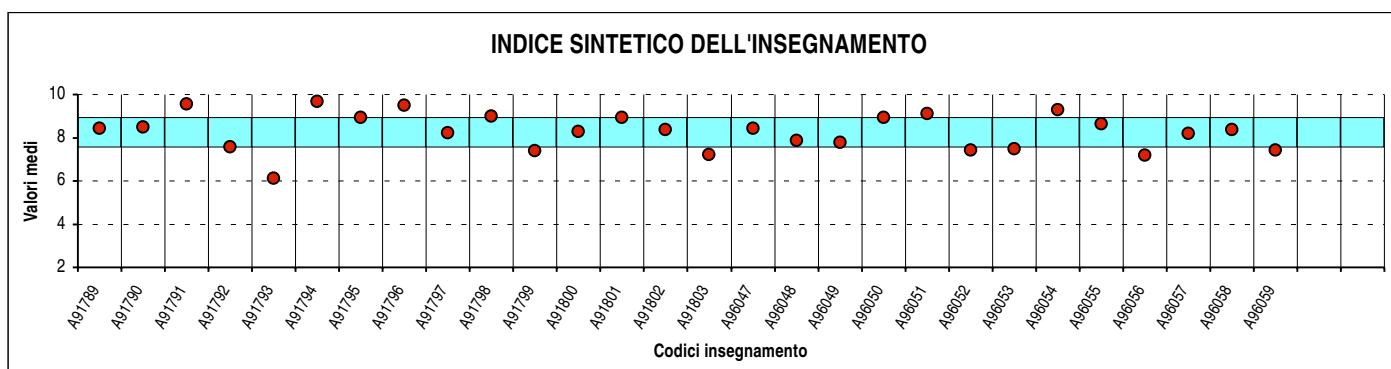 INDICE SINTETICO DELL'INSEGNAMENTO
Valori medi
10
8
6
4
2
A91789
A91790
A91791
A91792
A91793
A91794
A91795
A91796
A91797
A91798
A91799
A91800
A91801
A91802
A91803
A96047
A96048
A96049
A96050
A96051
A96052
A96053
A96054
A96055
A96056
A96057
A96058
A96059
Codici insegnamento